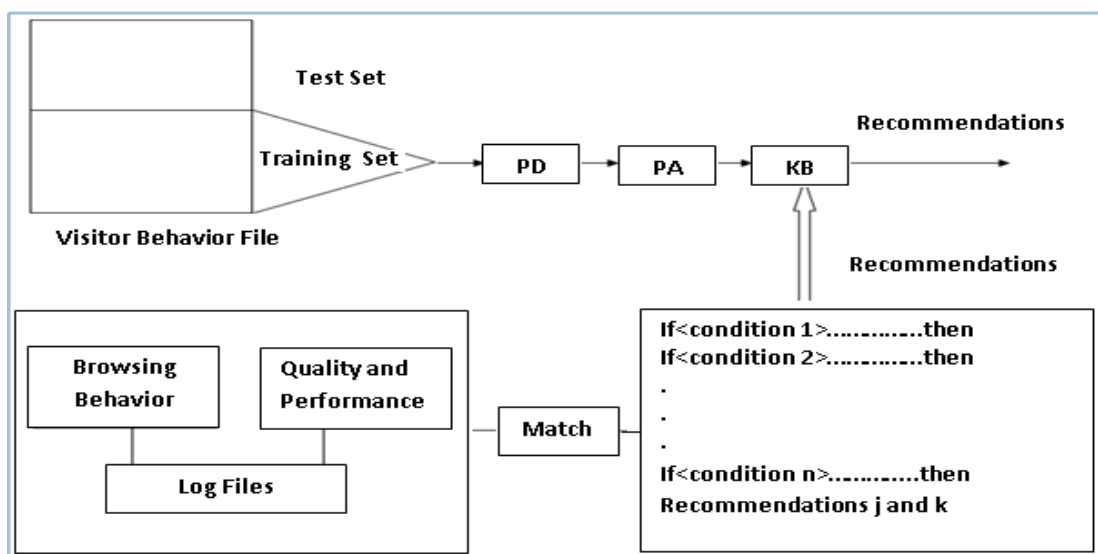 Test Set
Recommendations
Training Set
PD
PA
KB
Visitor Behavior File
Recommendations
Browsing
Behavior
Quality and
Performance
Log Files
Match
If<condition 1>..............then
If<condition 2>..............then
.
.
.
If<condition n>..............then
Recommendations j and k